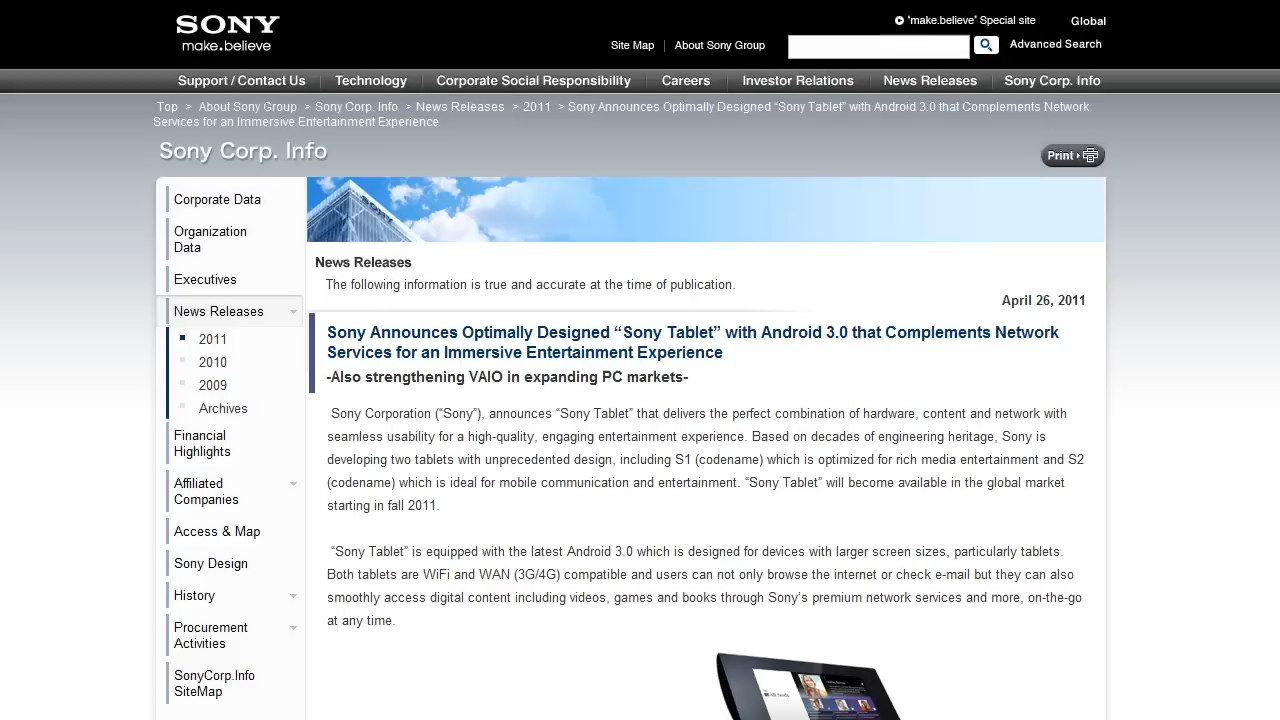 SONY
make.believe
"make.believe" Special site
Global
Site Map
About Sony Group
Advanced Search
Support / Contact Us
Technology
Corporate Social Responsibility
Careers
Investor Relations
News Releases
Sony Corp. Info
Top > About Sony Group > Sony Corp. Info > News Releases > 2011 > Sony Announces Optimally Designed “Sony Tablet” with Android 3.0 that Complements Network
Services for an Immersive Entertainment Experience
Sony Corp. Info
Print
Corporate Data
Organization
Data
Executives
News Releases
2011
2010
2009
Archives
Financial
Highlights
Affiliated
Companies
Access & Map
Sony Design
History
Procurement
Activities
SonyCorp.Info
SiteMap
SONY
News Releases
The following information is true and accurate at the time of publication.
April 26, 2011
Sony Announces Optimally Designed “Sony Tablet” with Android 3.0 that Complements Network
Services for an Immersive Entertainment Experience
-Also strengthening VAIO in expanding PC markets-
Sony Corporation (“Sony”), announces “Sony Tablet” that delivers the perfect combination of hardware, content and network with
seamless usability for a high-quality, engaging entertainment experience. Based on decades of engineering heritage, Sony is
developing two tablets with unprecedented design, including S1 (codename) which is optimized for rich media entertainment and S2
(codename) which is ideal for mobile communication and entertainment. “Sony Tablet” will become available in the global market
starting in fall 2011.
“Sony Tablet” is equipped with the latest Android 3.0 which is designed for devices with larger screen sizes, particularly tablets.
Both tablets are WiFi and WAN (3G/4G) compatible and users can not only browse the internet or check e-mail but they can also
smoothly access digital content including videos, games and books through Sony’s premium network services and more, on-the-go
at any time.